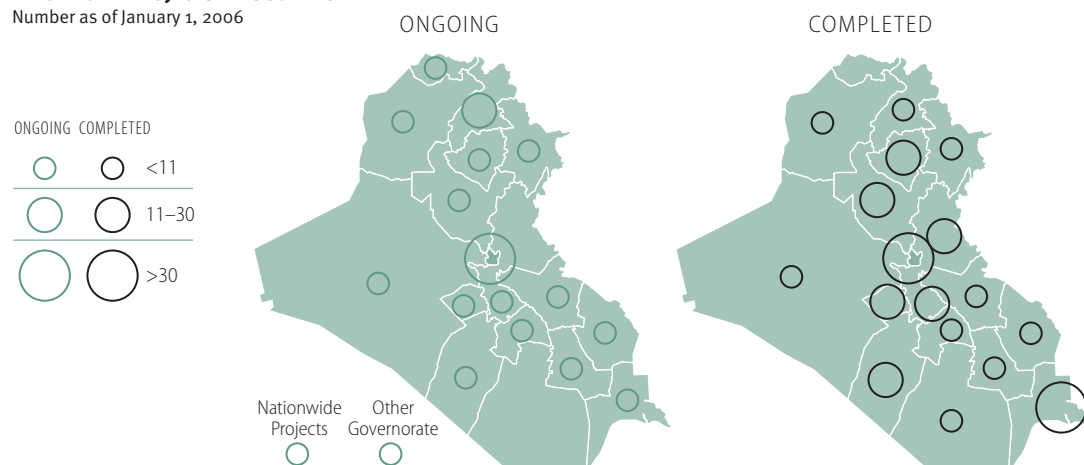 Number as of January 1, 2006
ONGOING
COMPLETED
ONGOING COMPLETED
<11
11–30
>30
Nationwide
Projects
Other
Governorate